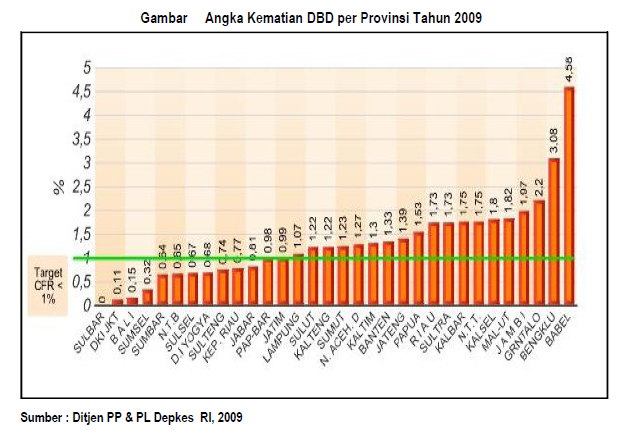 Gambar Angka Kematian DBD per Provinsi Tahun 2009
%
5
4,5
4
3,5
3
2,5
2
1,5
1
0,5
0
Target
CFR <
1%
0
0,11
0,15
0,32
0,64
0,65
0,67
0,68
0,74
0,77
0,81
0,98
0,99
1,07
1,22
1,22
1,23
1,27
1,3
1,33
1,39
1,53
1,73
1,73
1,75
1,75
1,8
1,82
1,97
2,2
3,08
4,58
SULBAR
DKI JKT
B A L I
SUMSEL
SUMBAR
N.T.B
SULSEL
D.I YOGYA
SULTENG
KEP. RIAU
JABAR
PAP-BAR
JATIM
LAMPUNG
SULUT
KALTENG
SUMUT
N. ACEH. D
KALTIM
BANTEN
JATENG
PAPUA
R I A U
SULTRA
KALBAR
N.T.T.
KALSEL
MAL-UT
J A M B I
GRNTALO
BENGKLU
BABEL
Sumber : Ditjen PP & PL Depkes RI, 2009